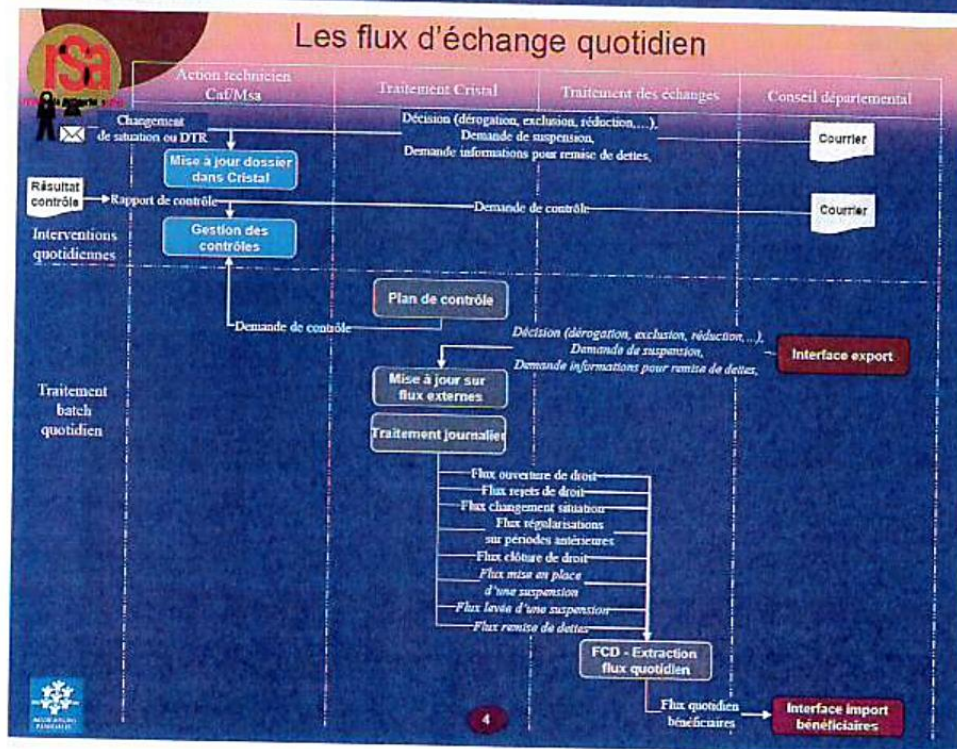 Les flux d'échange quotidien
rSa
Action technicien
Caf/Msa
Traitement Cristal
Traitement des échanges
Conseil départemental
Changement
de situation ou DTR
Décision (dérogation, exclusion, réduction,…),
Demande de suspension,
Demande informations pour remise de dettes,
Courrier
Mise à jour dossier
dans Cristal
Résultat
contrôle
Rapport de contrôle
Demande de contrôle
Courrier
Gestion des
contrôles
Interventions
quotidiennes
Plan de contrôle
Demande de contrôle
Décision (dérogation, exclusion, réduction,...),
Demande de suspension,
Demande informations pour remise de dettes,
Interface export
Mise à jour sur
flux externes
Traitement
batch
quotidien
Traitement journalier
Flux ouverture de droit
Flux rejets de droit
Flux changement situation
Flux régularisations
sur périodes antérieures
Flux clôture de droit
Flux mise en place
d'une suspension
Flux levée d'une suspension
Flux remise de dettes
FCD - Extraction
flux quotidien
Flux quotidien
bénéficiaires
Interface import
bénéficiaires
4